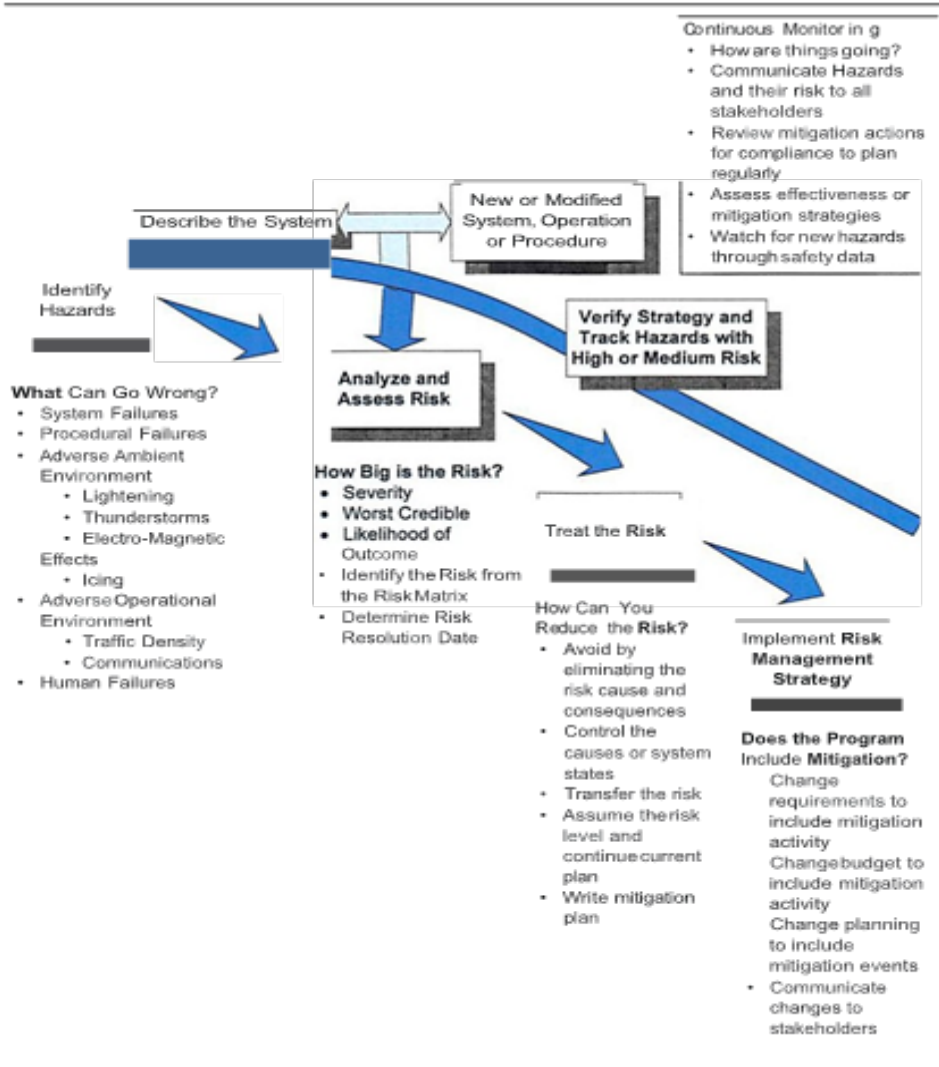 Continuous Monitor in g
• How are things going?
• Communicate Hazards
and their risk to all
stakeholders
• Review mitigation actions
for compliance to plan
regularly
• Assess effectiveness or
mitigation strategies
• Watch for new hazards
through safety data
Describe the System
New or Modified
System, Operation
or Procedure
Identify
Hazards
Verify Strategy and
Track Hazards with
High or Medium Risk
Analyze and
Assess Risk
What Can Go Wrong?
• System Failures
• Procedural Failures
• Adverse Ambient
Environment
• Lightening
• Thunderstorms
• Electro-Magnetic
Effects
• Icing
• Adverse Operational
Environment
• Traffic Density
• Communications
• Human Failures
How Big is the Risk?
• Severity
• Worst Credible
• Likelihood of
Outcome
• Identify the Risk from
the Risk Matrix
• Determine Risk
Resolution Date
Treat the Risk
How Can You
Reduce the Risk?
• Avoid by
eliminating the
risk cause and
consequences
• Control the
causes or system
states
• Transfer the risk
• Assume the risk
level and
continue current
plan
• Write mitigation
plan
Implement Risk
Management
Strategy
Does the Program
Include Mitigation?
Change
requirements to
include mitigation
activity
Change budget to
include mitigation
activity
Change planning
to include
mitigation events
• Communicate
changes to
stakeholders